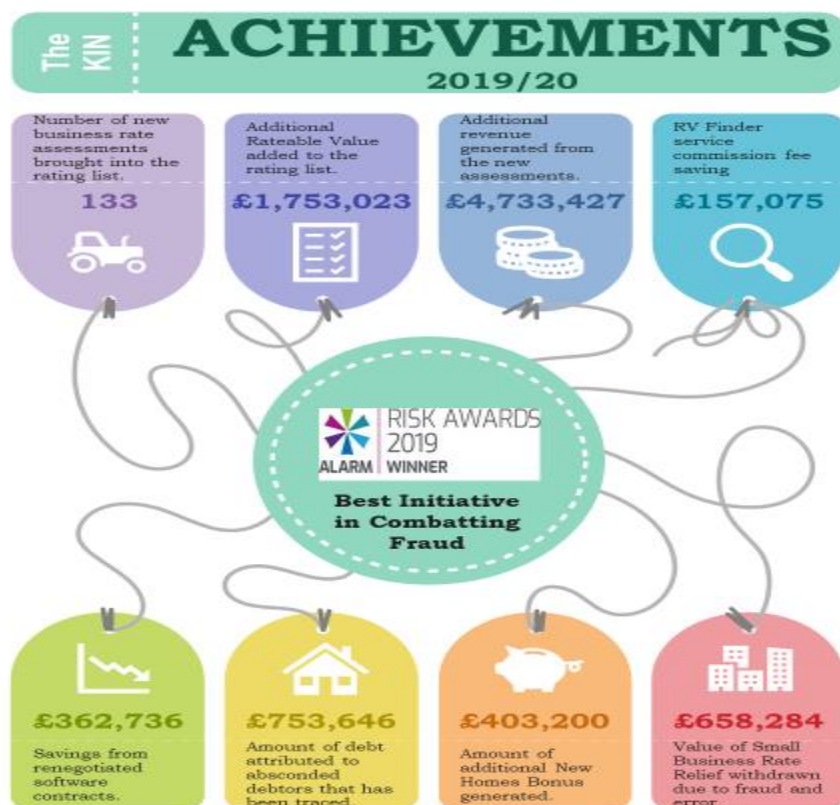 The
KIN
ACHIEVEMENTS
2019/20
Number of new
business rate
assessments
brought into the
rating list.
133
Additional
Rateable Value
added to the
rating list.
£1,753,023
Additional
revenue
generated from
the new
assessments.
£4,733,427
RV Finder
service
commission fee
saving
£157,075
RISK AWARDS
2019
ALARM WINNER
Best Initiative
in Combatting
Fraud
£362,736
Savings from
renegotiated
software
contracts.
£753,646
Amount of debt
attributed to
absconded
debtors that has
been traced
£403,200
Amount of
additional New
Homes Bonus
generated.
£658,284
Value of Small
Business Rate
Relief withdrawn
due to fraud and
error